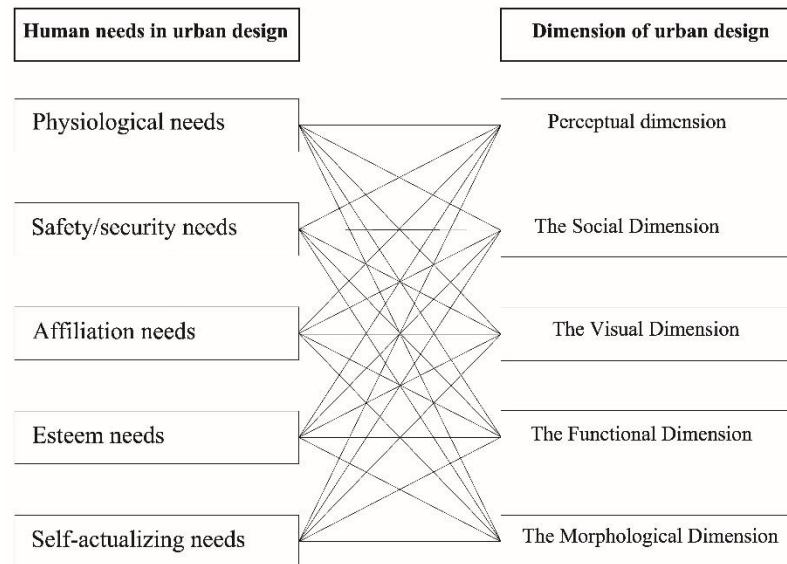 Human needs in urban design
Dimension of urban design
Physiological needs
Perceptual dimension
Safety/security needs
The Social Dimension
Affiliation needs
The Visual Dimension
Esteem needs
The Functional Dimension
Self-actualizing needs
The Morphological Dimension